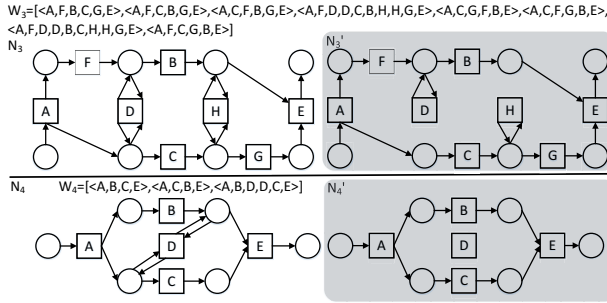 W3=[<A,F,B,C,G,E>,<A,F,C,B,G,E>,<A,C,F,B,G,E>,<A,F,D,D,C,B,H,H,G,E>,<A,C,G,F,B,E>,<A,C,F,G,B,E>,
<A,F,D,D,B,C,H,H,G,E>,<A,F,C,G,B,E>]
N3
N3'
F
B
F
B
A
D
H
E
A
D
H
E
C
G
C
G
N4
W4=[<A,B,C,E>,<A,C,B,E>,<A,B,D,D,C,E>]
N4'
B
B
A
D
E
A
D
E
C
C